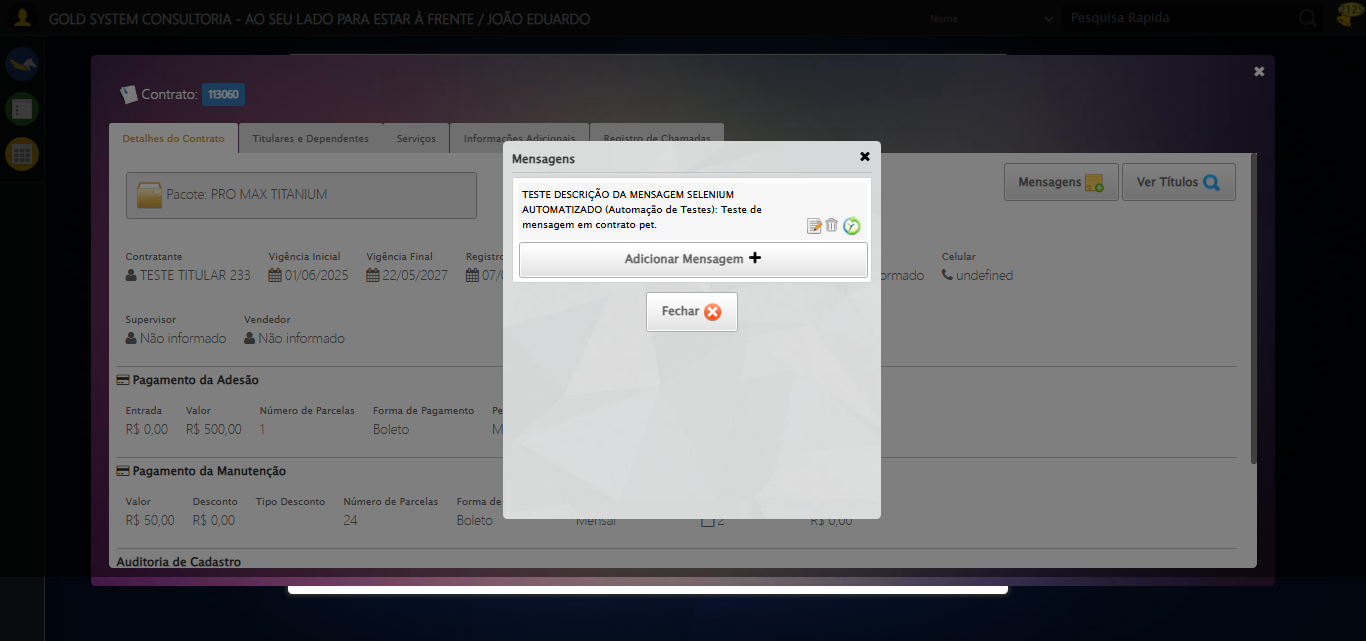 GOLD SYSTEM CONSULTORIA - AO SEU LADO PARA ESTAR À FRENTE / JOÃO EDUARDO
Nome
Pesquisa Rapida
Contrato: 113060
Detalhes do Contrato
Titulares e Dependentes
Serviços
Informações Adicionais
Registro de Chamadas
Pacote: PRO MAX TITANIUM
Mensagens
Ver Títulos
Mensagens
TESTE DESCRIÇÃO DA MENSAGEM SELENIUM
AUTOMATIZADO (Automação de Testes): Teste de
mensagem em contrato pet.
Adicionar Mensagem
Fechar
Contratante
Vigência Inicial
Vigência Final
Registro
Celular
TESTE TITULAR 233
01/06/2025
22/05/2027
07/0
ormado
undefined
Supervisor
Vendedor
Não informado
Não informado
Pagamento da Adesão
Entrada
Valor
Número de Parcelas
Forma de Pagamento
Pe
R$ 0,00
R$ 500,00
1
Boleto
M
Pagamento da Manutenção
Valor
Desconto
Tipo Desconto
Número de Parcelas
Forma de
R$ 50,00
R$ 0,00
24
Boleto
Mensal
2
R$ 0,00
Auditoria de Cadastro